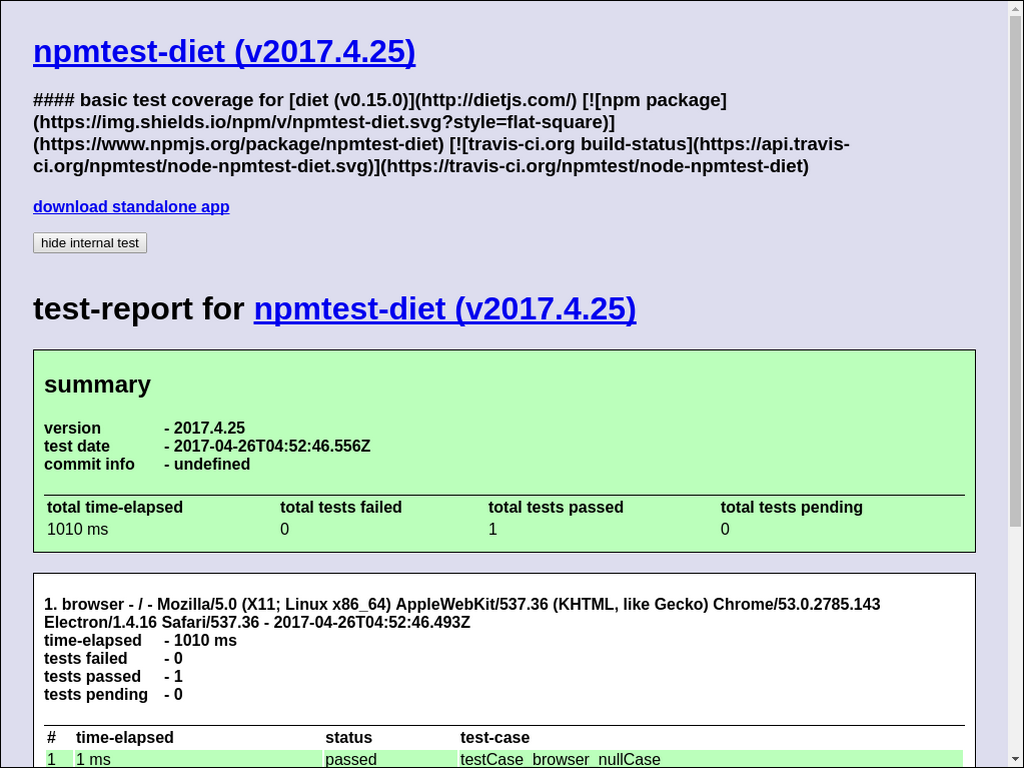 npmtest-diet (v2017.4.25)
#### basic test coverage for [diet (v0.15.0)](http://dietjs.com/) [![npm package]
(https://img.shields.io/npm/v/npmtest-diet.svg?style=flat-square)]
(https://www.npmjs.org/package/npmtest-diet) [![travis-ci.org build-status](https://api.travis-
ci.org/npmtest/node-npmtest-diet.svg)](https://travis-ci.org/npmtest/node-npmtest-diet)
download standalone app
hide internal test
test-report for npmtest-diet (v2017.4.25)
summary
version - 2017.4.25
test date - 2017-04-26T04:52:46.556Z
commit info - undefined
total time-elapsed total tests failed total tests passed total tests pending
1010 ms 0 1 0
1. browser - / - Mozilla/5.0 (X11; Linux x86_64) AppleWebKit/537.36 (KHTML, like Gecko) Chrome/53.0.2785.143
Electron/1.4.16 Safari/537.36 - 2017-04-26T04:52:46.493Z
time-elapsed - 1010 ms
tests failed - 0
tests passed - 1
tests pending - 0
# time-elapsed status test-case
1 1 ms passed testCase_browser_nullCase